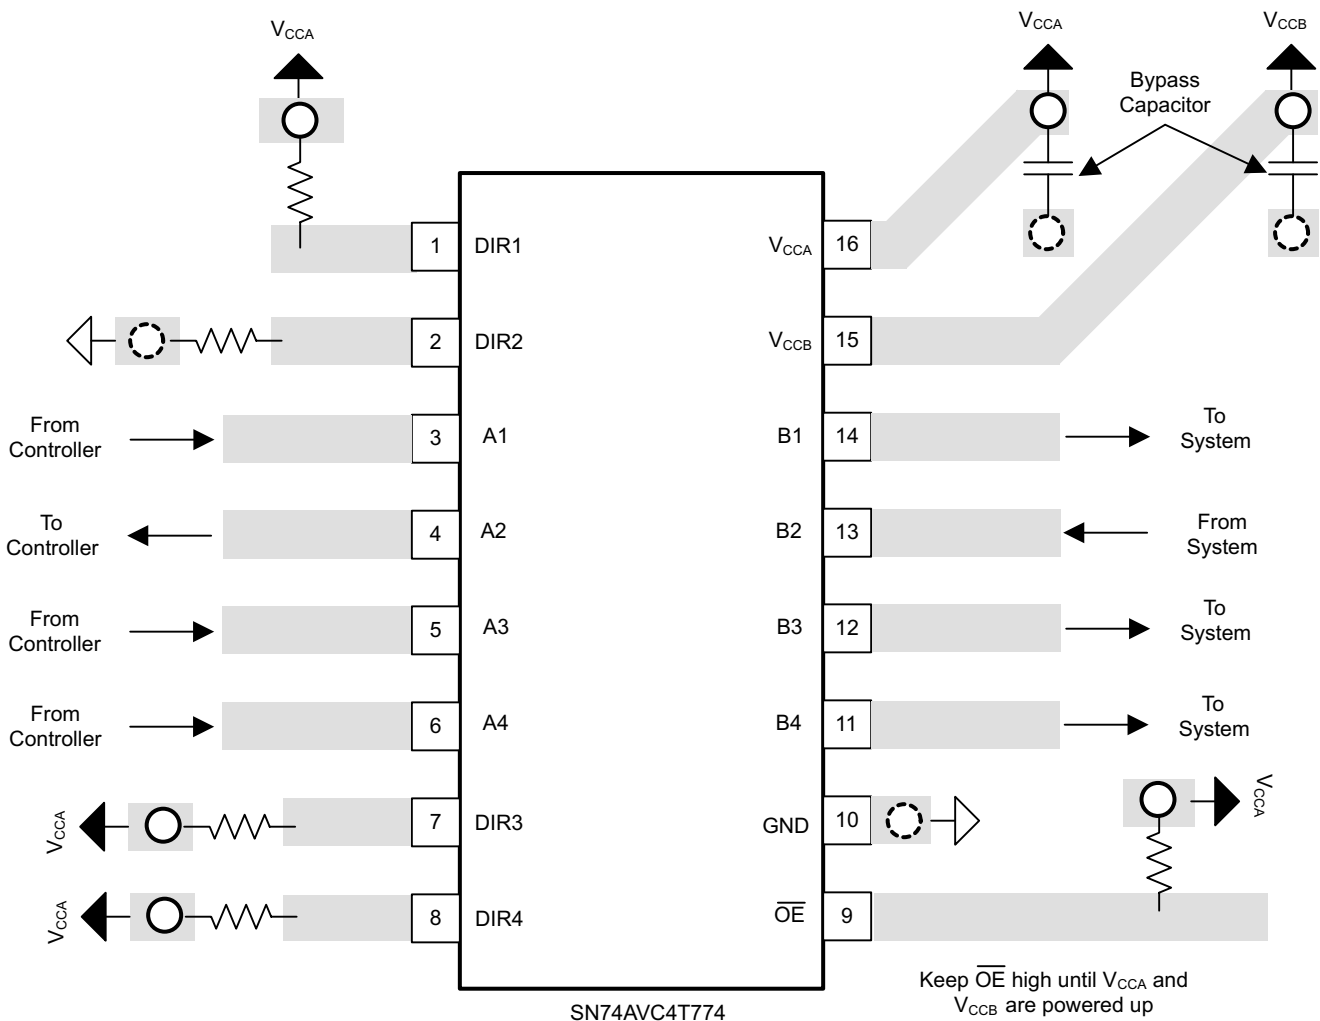 VCCA
VCCA
VCCB
Bypass
Capacitor
1 DIR1
VCCA 16
2 DIR2
VCCB 15
From
Controller
3 A1
B1 14
To
System
To
Controller
4 A2
B2 13
From
System
From
Controller
5 A3
B3 12
To
System
From
Controller
6 A4
B4 11
To
System
VCCA
7 DIR3
GND 10
VCCA
VCCA
8 DIR4
O̅E̅ 9
Keep O̅E̅ high until VCCA and
VCCB are powered up
SN74AVC4T774